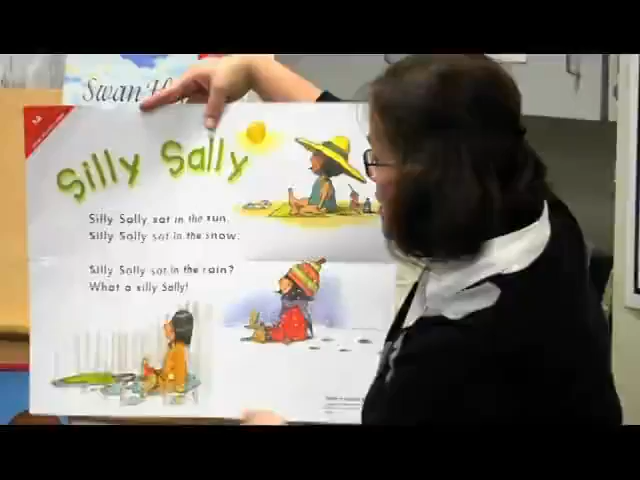 Swan
Silly Sally
Silly Sally sat in the sun.
Silly Sally sat in the snow.
Silly Sally sat in the rain?
What a silly Sally!